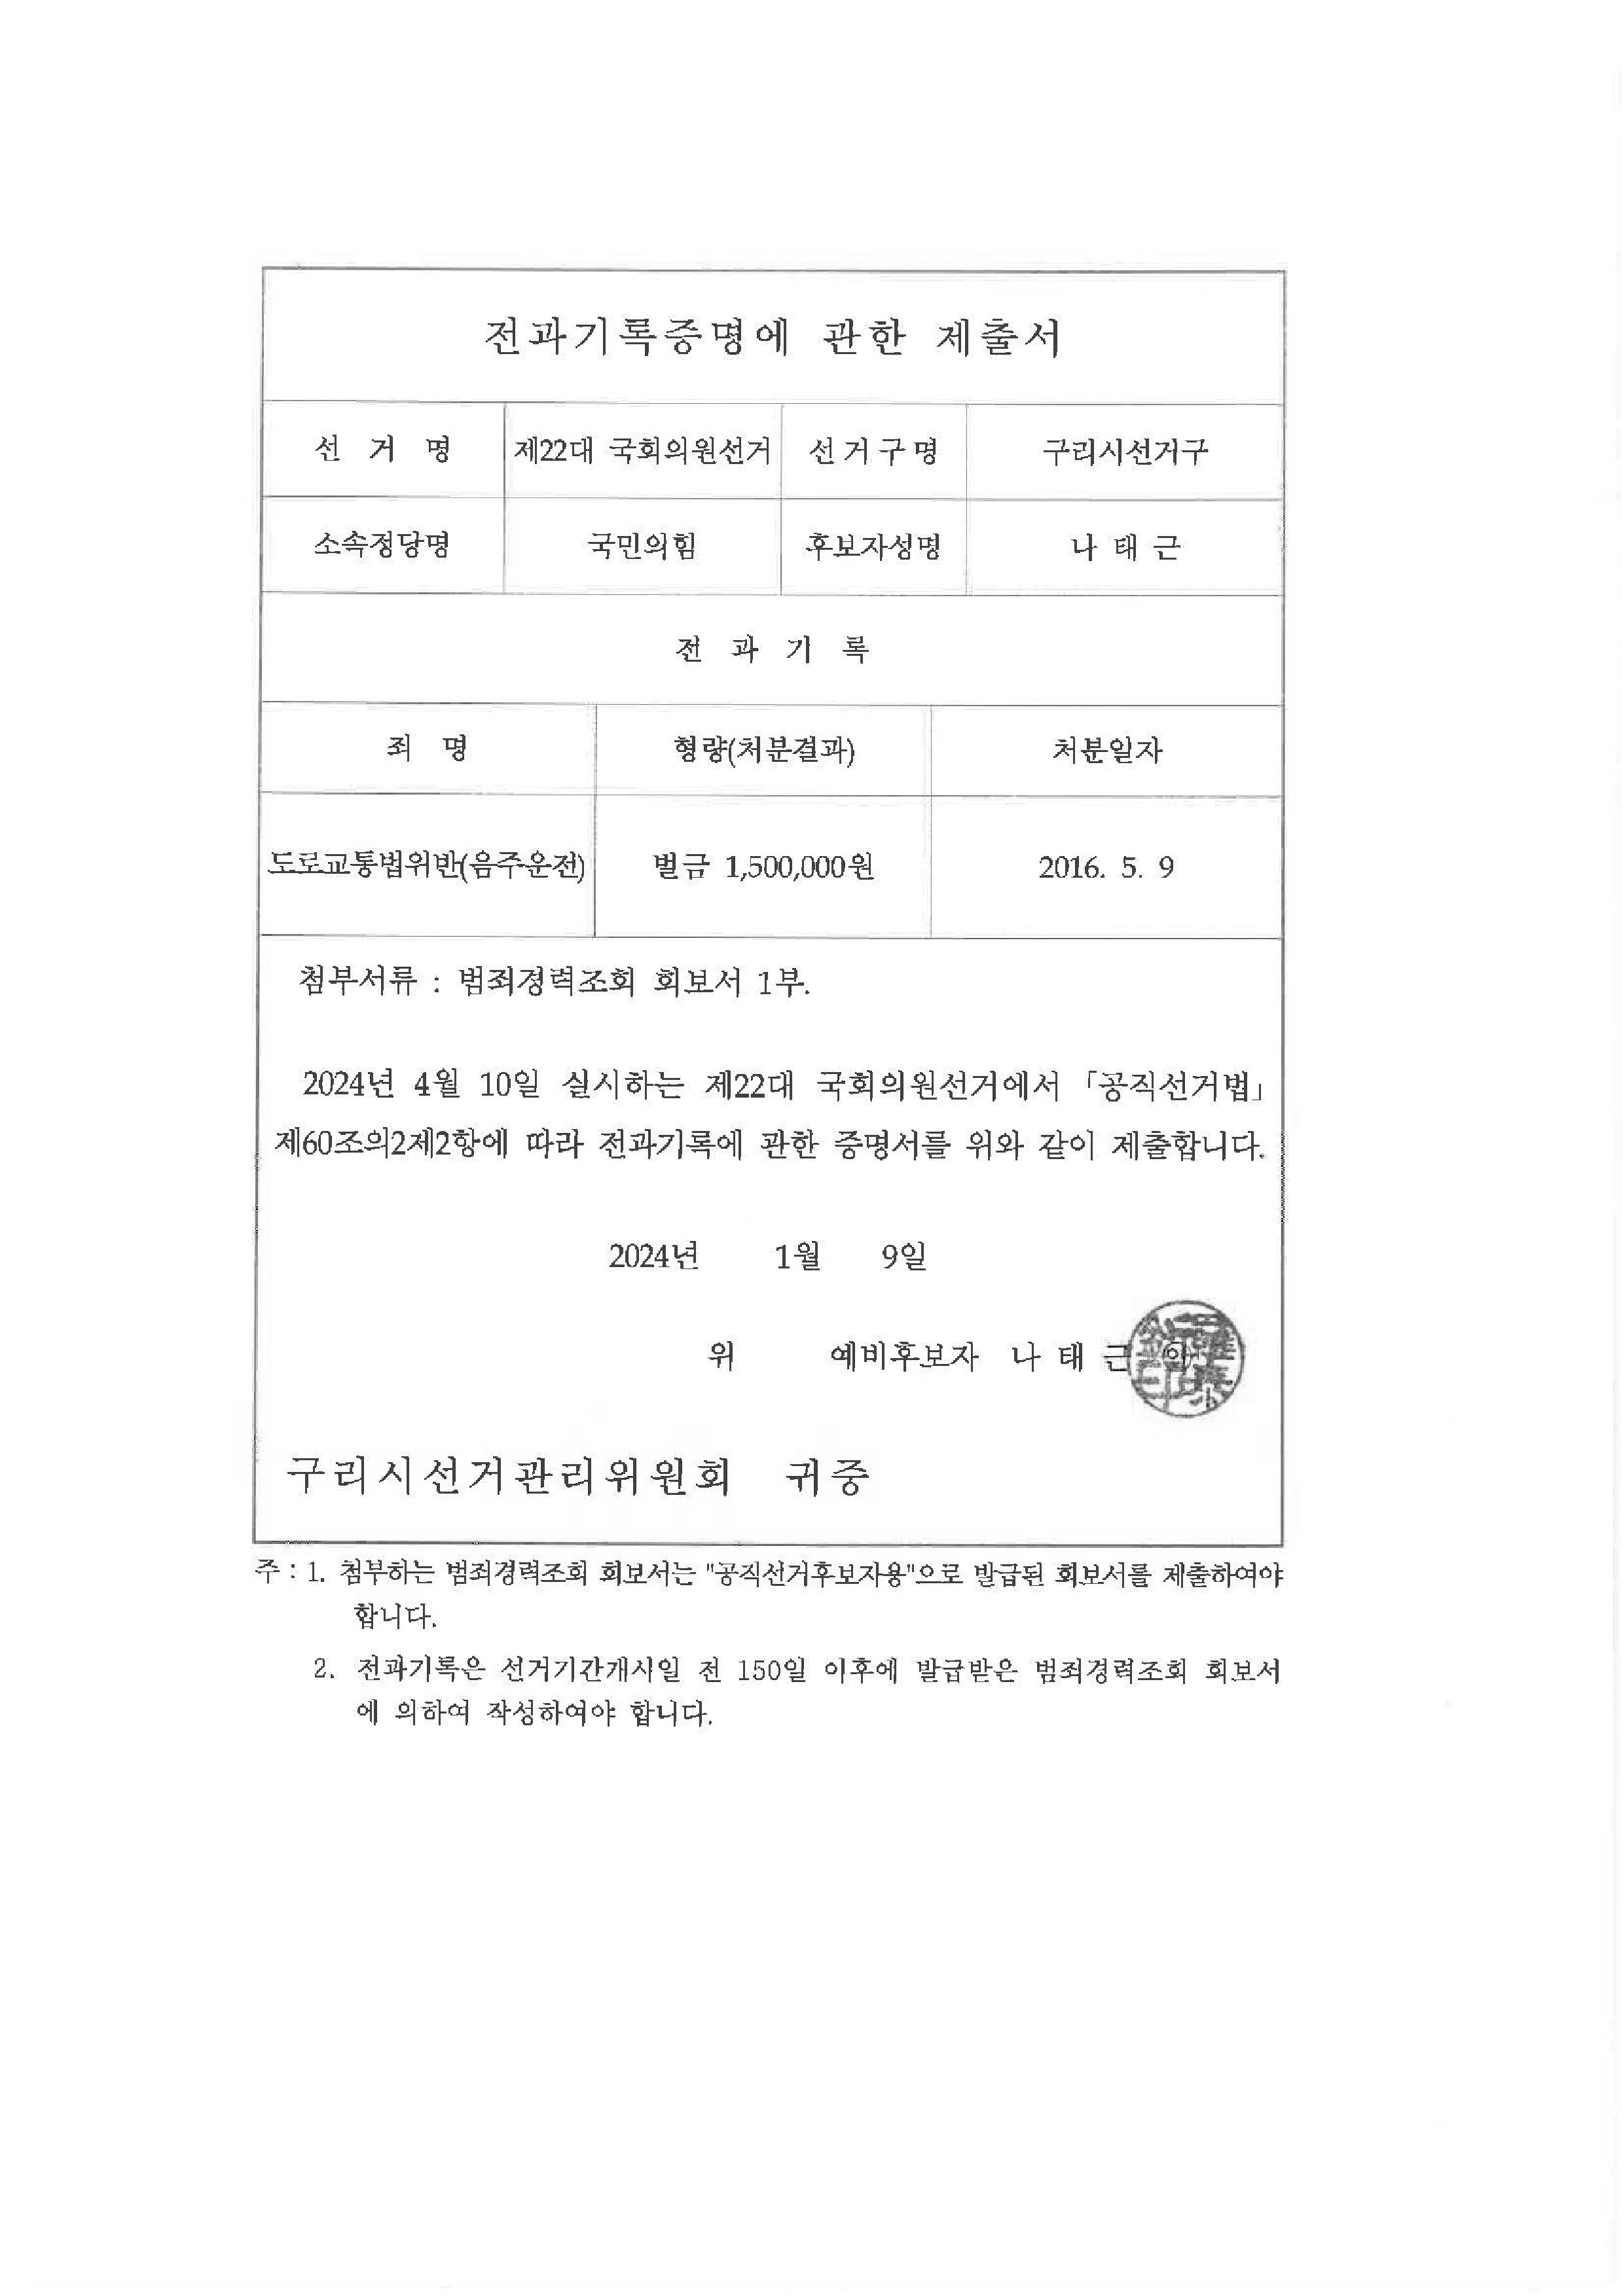 전과기록증명에 관한 제출서
선 거 명 제22대 국회의원선거 선거구명 구리시선거구
소속정당명 국민의힘 후보자성명 나 태 근
전 과 기 록
죄 명 형량(처분결과) 처분일자
도로교통법위반(음주운전) 벌금 1,500,000원 2016. 5. 9
첨부서류 : 범죄경력조회 회보서 1부.
2024년 4월 10일 실시하는 제22대 국회의원선거에서 「공직선거법」
제60조의2제2항에 따라 전과기록에 관한 증명서를 위와 같이 제출합니다.
2024년 1월 9일
위 예비후보자 나 태 근
구리시선거관리위원회 귀중
주 : 1. 첨부하는 범죄경력조회 회보서는 "공직선거후보자용"으로 발급된 회보서를 제출하여야
합니다.
2. 전과기록은 선거기간개시일 전 150일 이후에 발급받은 범죄경력조회 회보서
에 의하여 작성하여야 합니다.